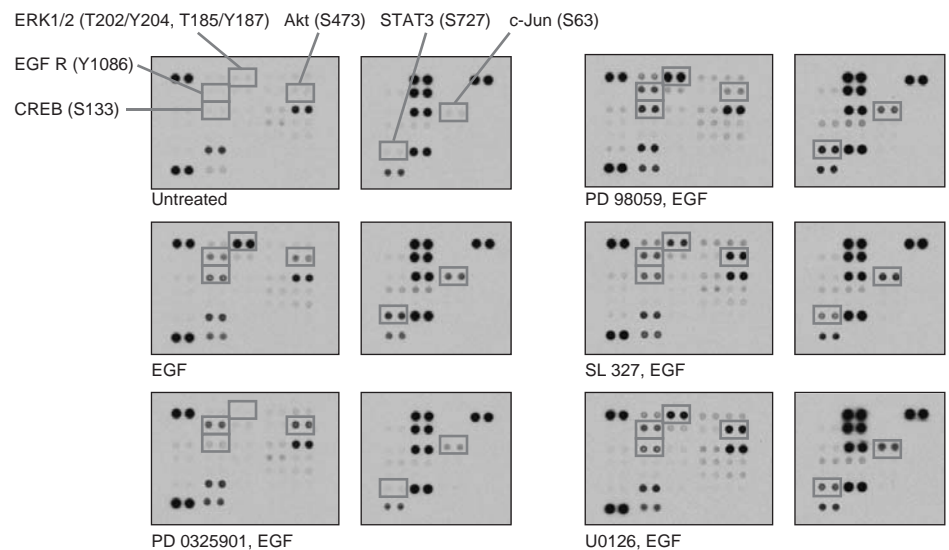 ERK1/2 (T202/Y204, T185/Y187) Akt (S473) STAT3 (S727) c-Jun (S63)
EGF R (Y1086)
CREB (S133)
Untreated
PD 98059, EGF
EGF
SL 327, EGF
PD 0325901, EGF
U0126, EGF